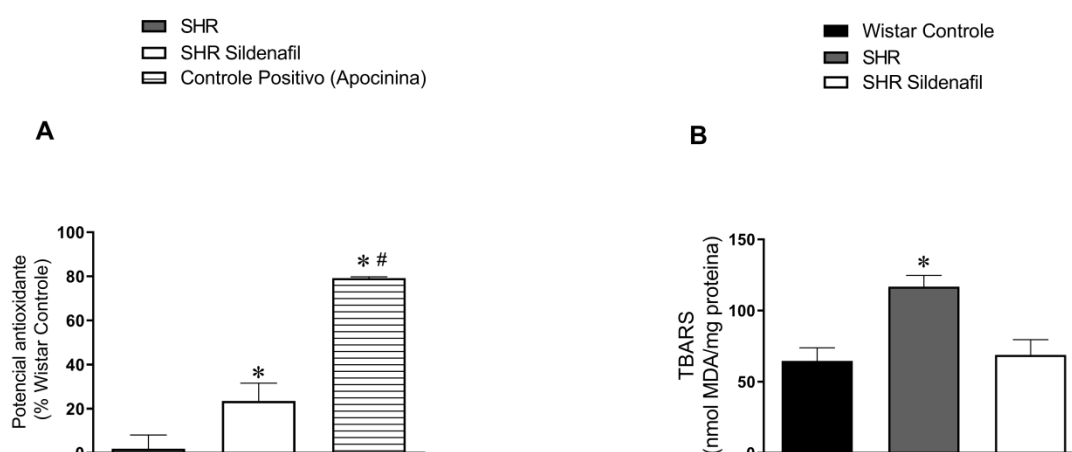 SHR
SHR Sildenafil
Controle Positivo (Apocinina)
Wistar Controle
SHR
SHR Sildenafil
A
B
Potencial antioxidante
(% Wistar Controle)
100
80
60
40
20
0
*
* #
TBARS
(nmol MDA/mg proteina)
150
100
50
0
*